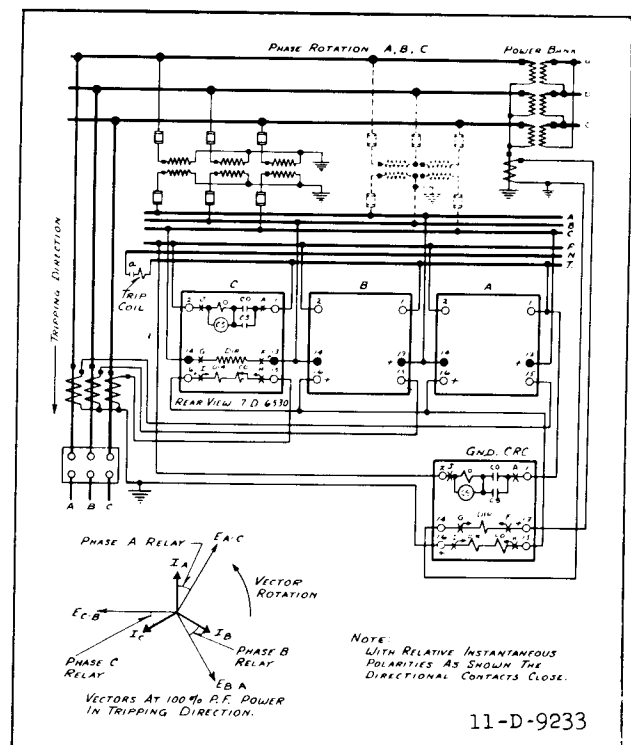 PHASE ROTATION A, B, C
POWER BANK
A
B
C
P.
N.
T.
TRIPPING DIRECTION
a
TRIP
COIL
C
B
A
REAR VIEW 7 D 6530
GND. CRC
A B C
PHASE A RELAY
EA-C
IA
VECTOR
ROTATION
EC-B
IC
IB
PHASE C
RELAY
PHASE B
RELAY
EB A
VECTORS AT 100% P.F. POWER
IN TRIPPING DIRECTION.
NOTE:
WITH RELATIVE INSTANTANEOUS
POLARITIES AS SHOWN THE
DIRECTIONAL CONTACTS CLOSE.
11-D-9233